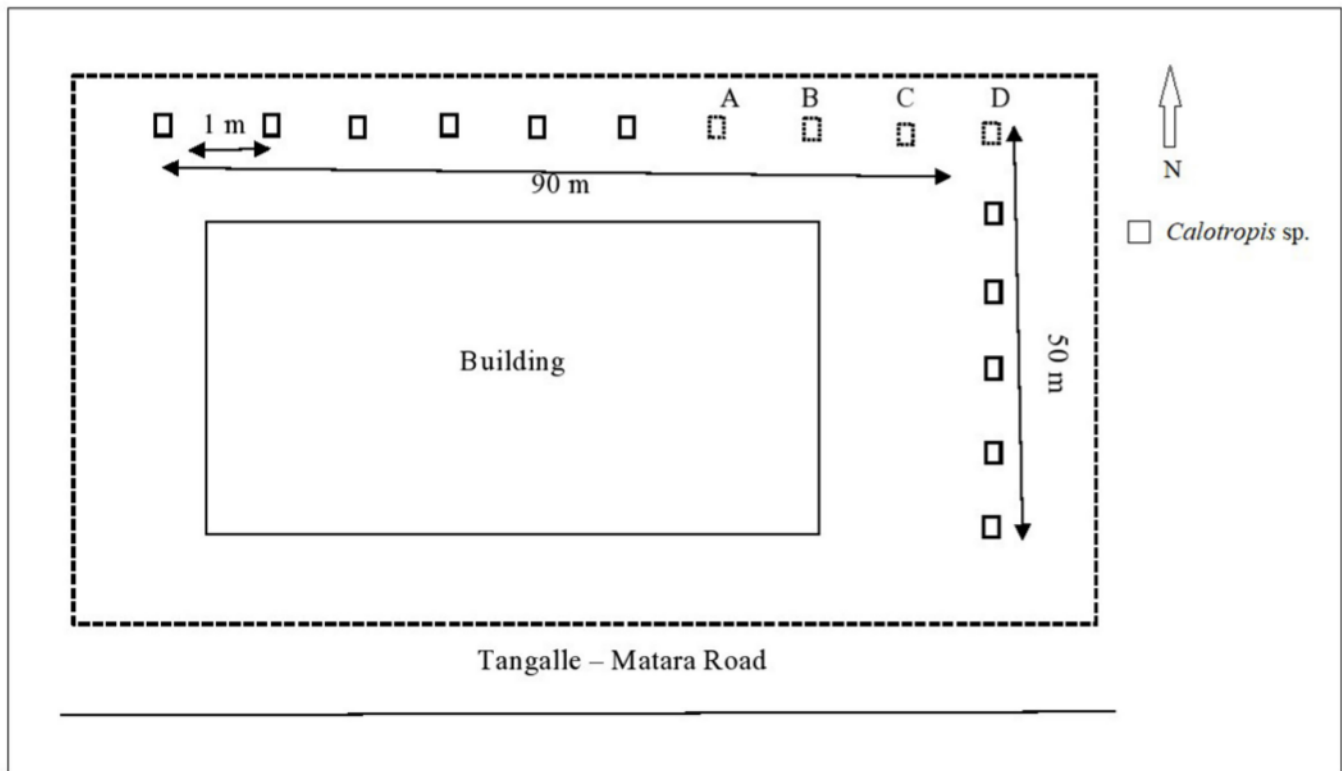 A B C D
1 m
90 m
N
Calotropis sp.
Building
50 m
Tangalle – Matara Road